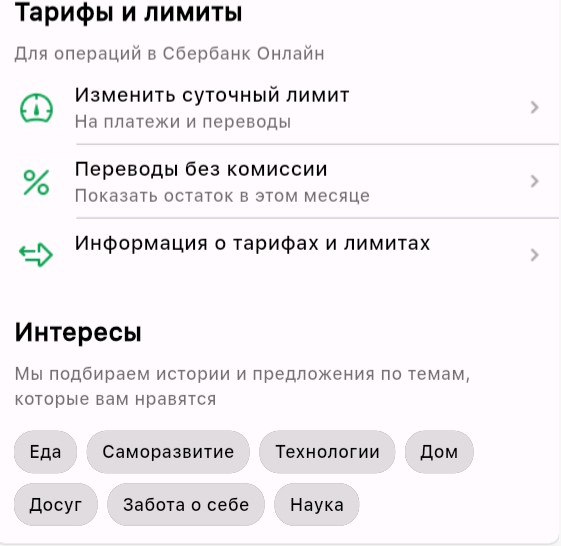 Тарифы и лимиты
Для операций в Сбербанк Онлайн
Изменить суточный лимит
На платежи и переводы
Переводы без комиссии
Показать остаток в этом месяце
Информация о тарифах и лимитах
Интересы
Мы подбираем истории и предложения по темам,
которые вам нравятся
Еда Саморазвитие Технологии Дом
Досуг Забота о себе Наука